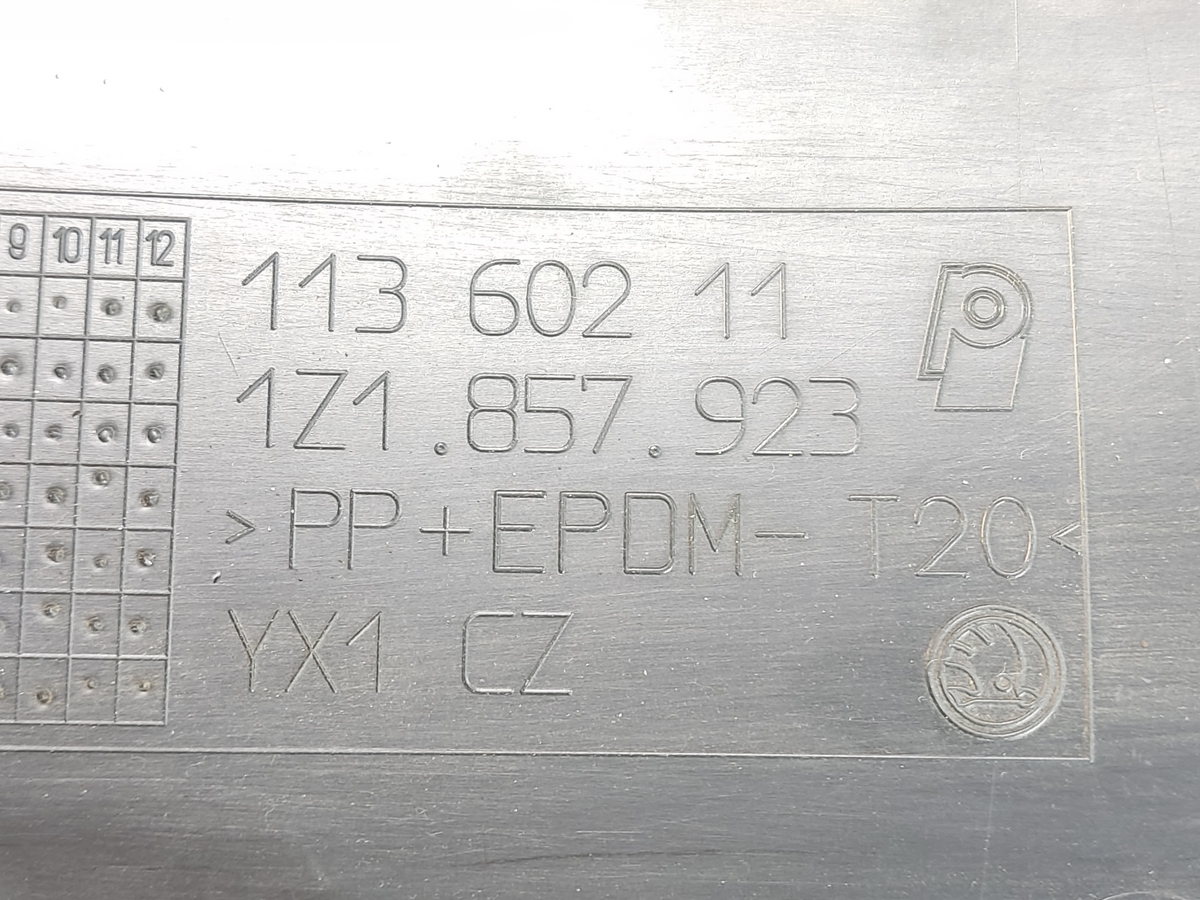 9 10 11 12
113 602 11
1Z1.857.923
>PP+EPDM-T20<
YX1 CZ